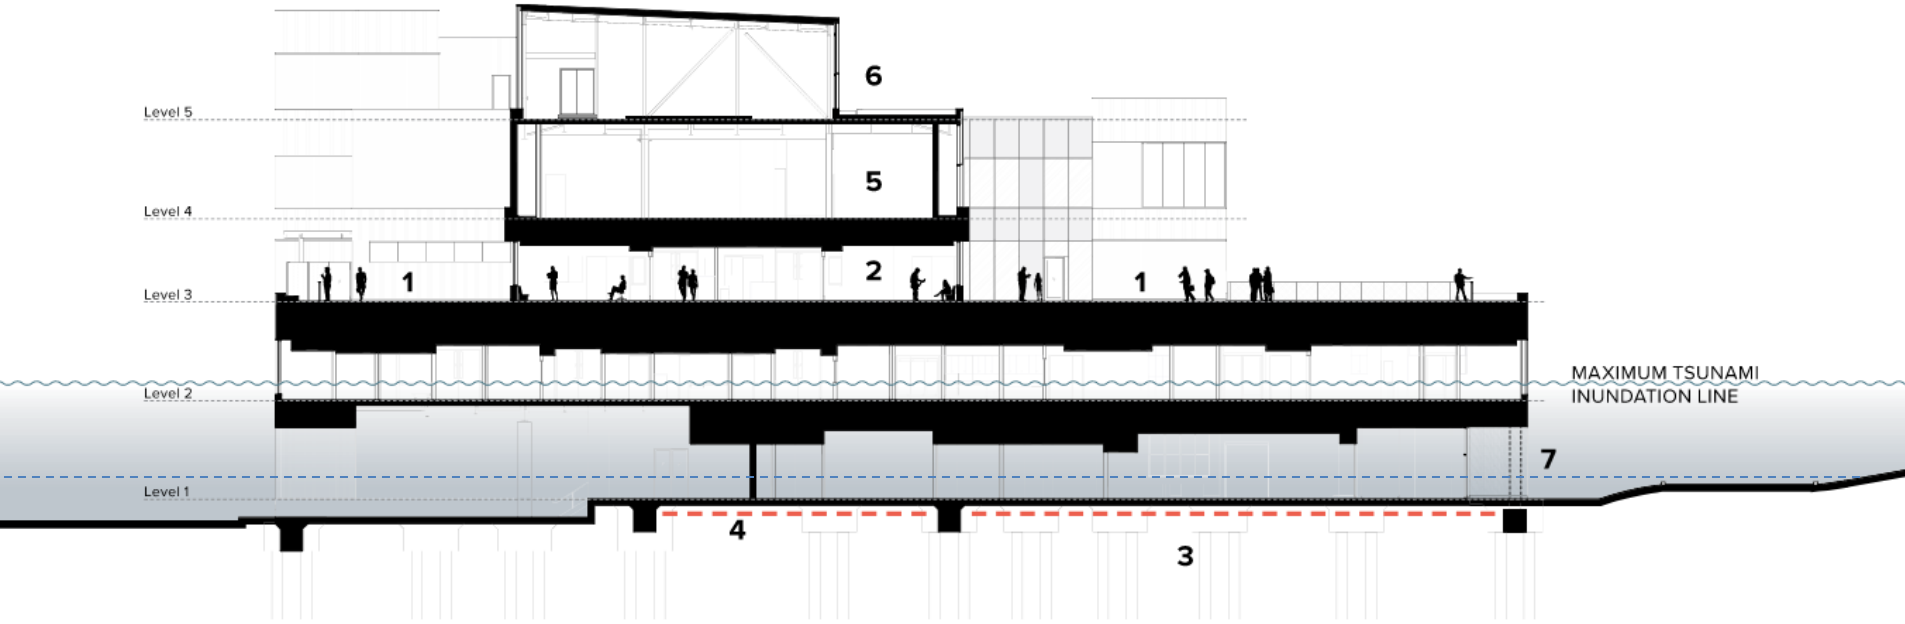 6
Level 5
5
Level 4
2
1
1
Level 3
MAXIMUM TSUNAMI
INUNDATION LINE
Level 2
7
Level 1
4
3